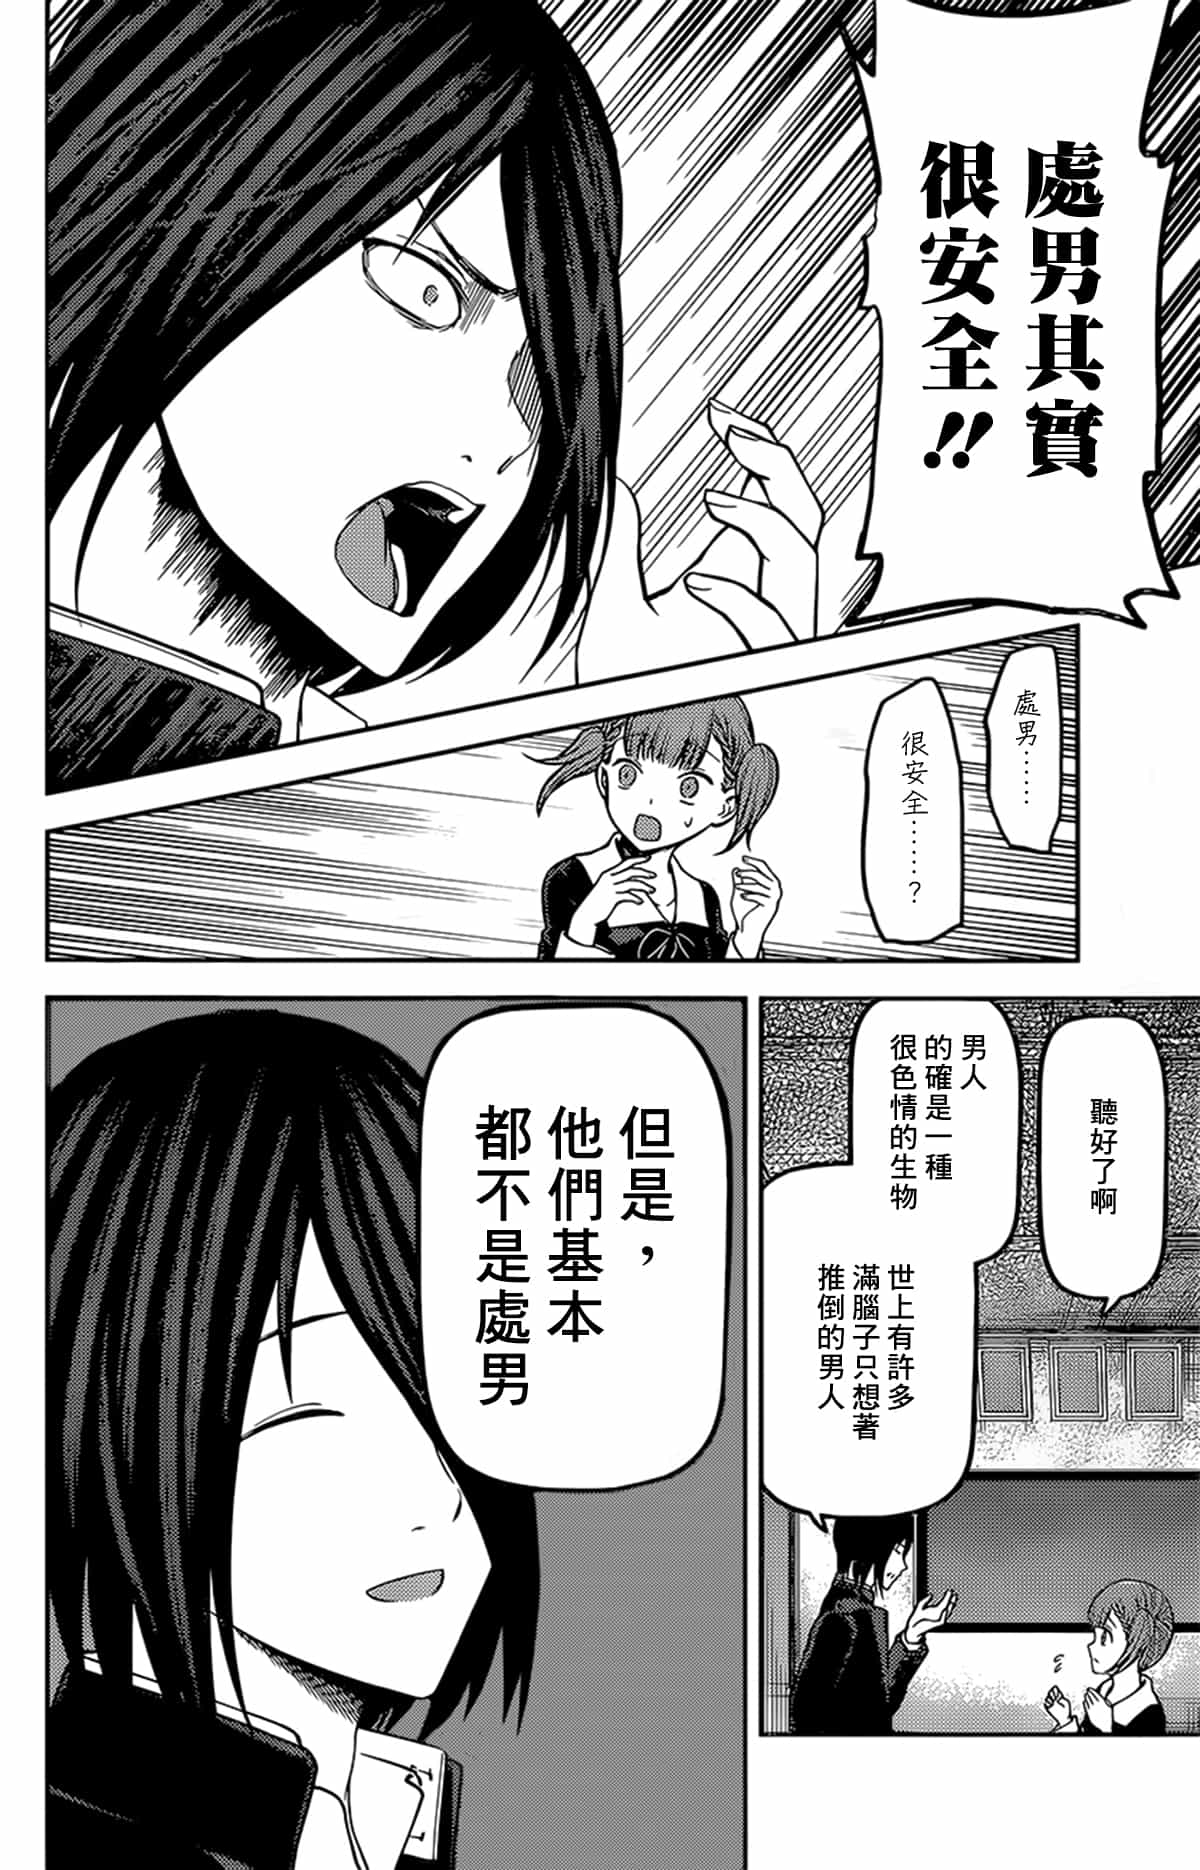 處男其實
很安全!!
處男……
很安全……?
聽好了啊
男人
的確是一種
很色情的生物
世上有許多
滿腦子只想著
推倒的男人
但是，
他們基本
都不是處男